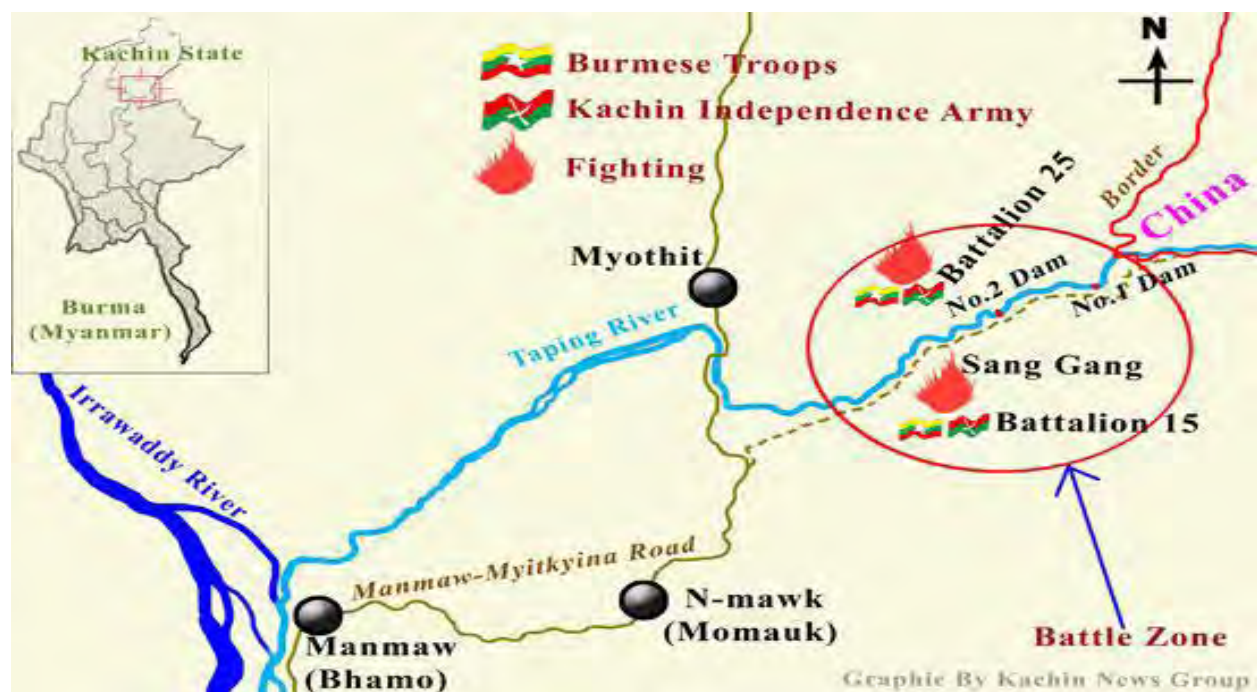 Kachin State
Burma
(Myanmar)
Burmese Troops
Kachin Independence Army
Fighting
N
Border
China
Battalion 25
No.2 Dam
No.1 Dam
Myothit
Taping River
Sang Gang
Battalion 15
Irrawaddy River
Manmaw-Myitkyina Road
N-mawk
(Momauk)
Manmaw
(Bhamo)
Battle Zone
Graphic By Kachin News Group